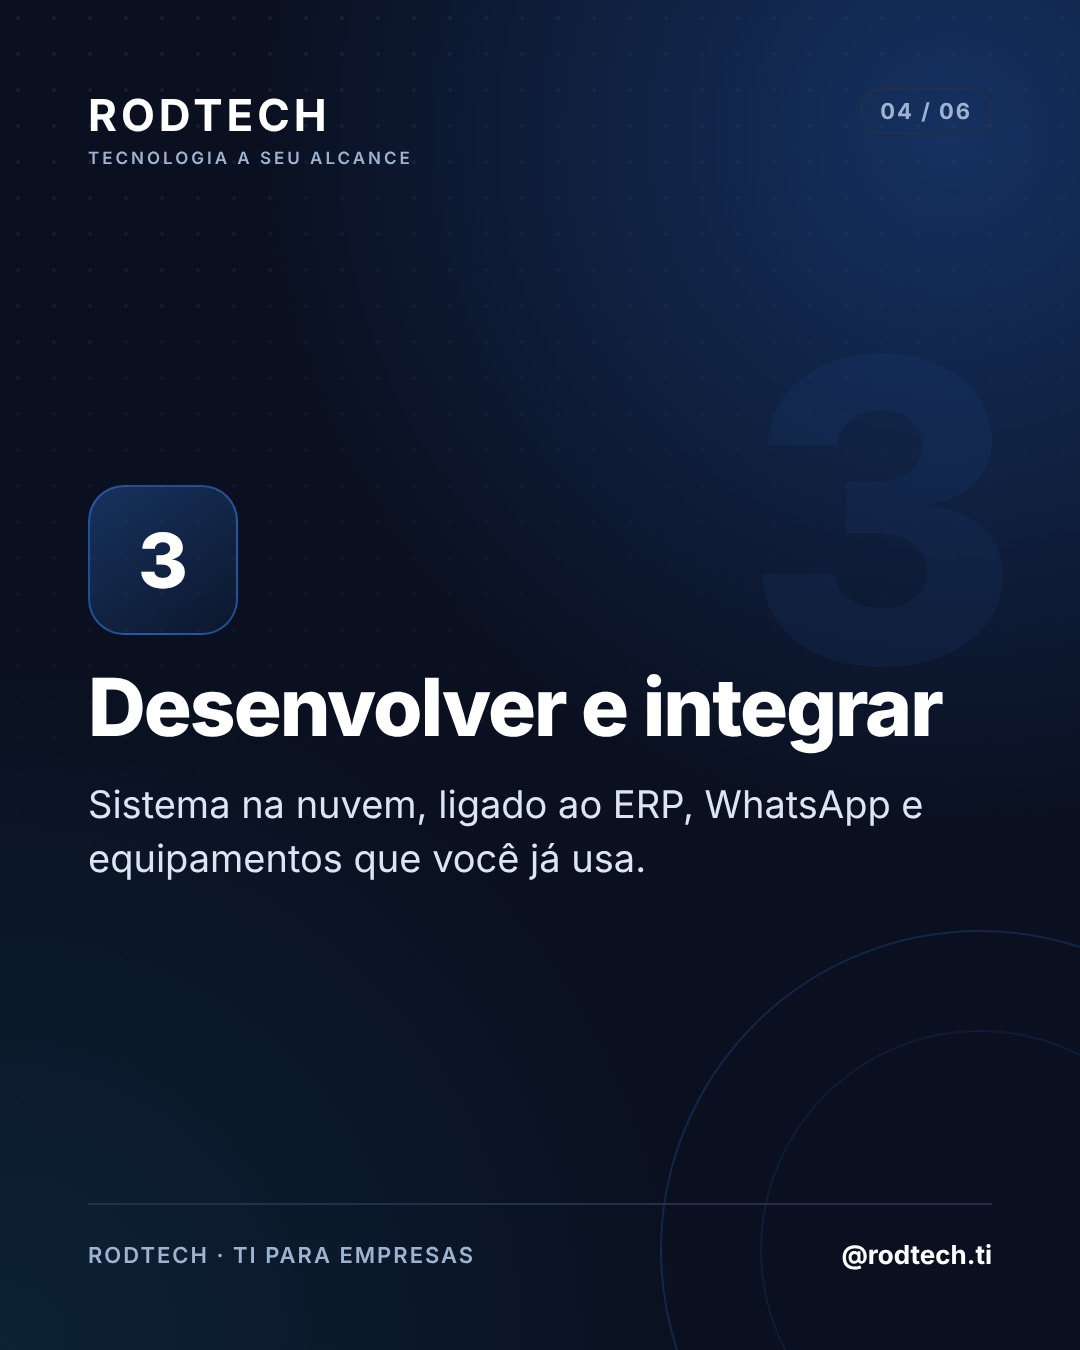 RODTECH
TECNOLOGIA A SEU ALCANCE
04 / 06
3
3
Desenvolver e integrar
Sistema na nuvem, ligado ao ERP, WhatsApp e
equipamentos que você já usa.
RODTECH · TI PARA EMPRESAS
@rodtech.ti